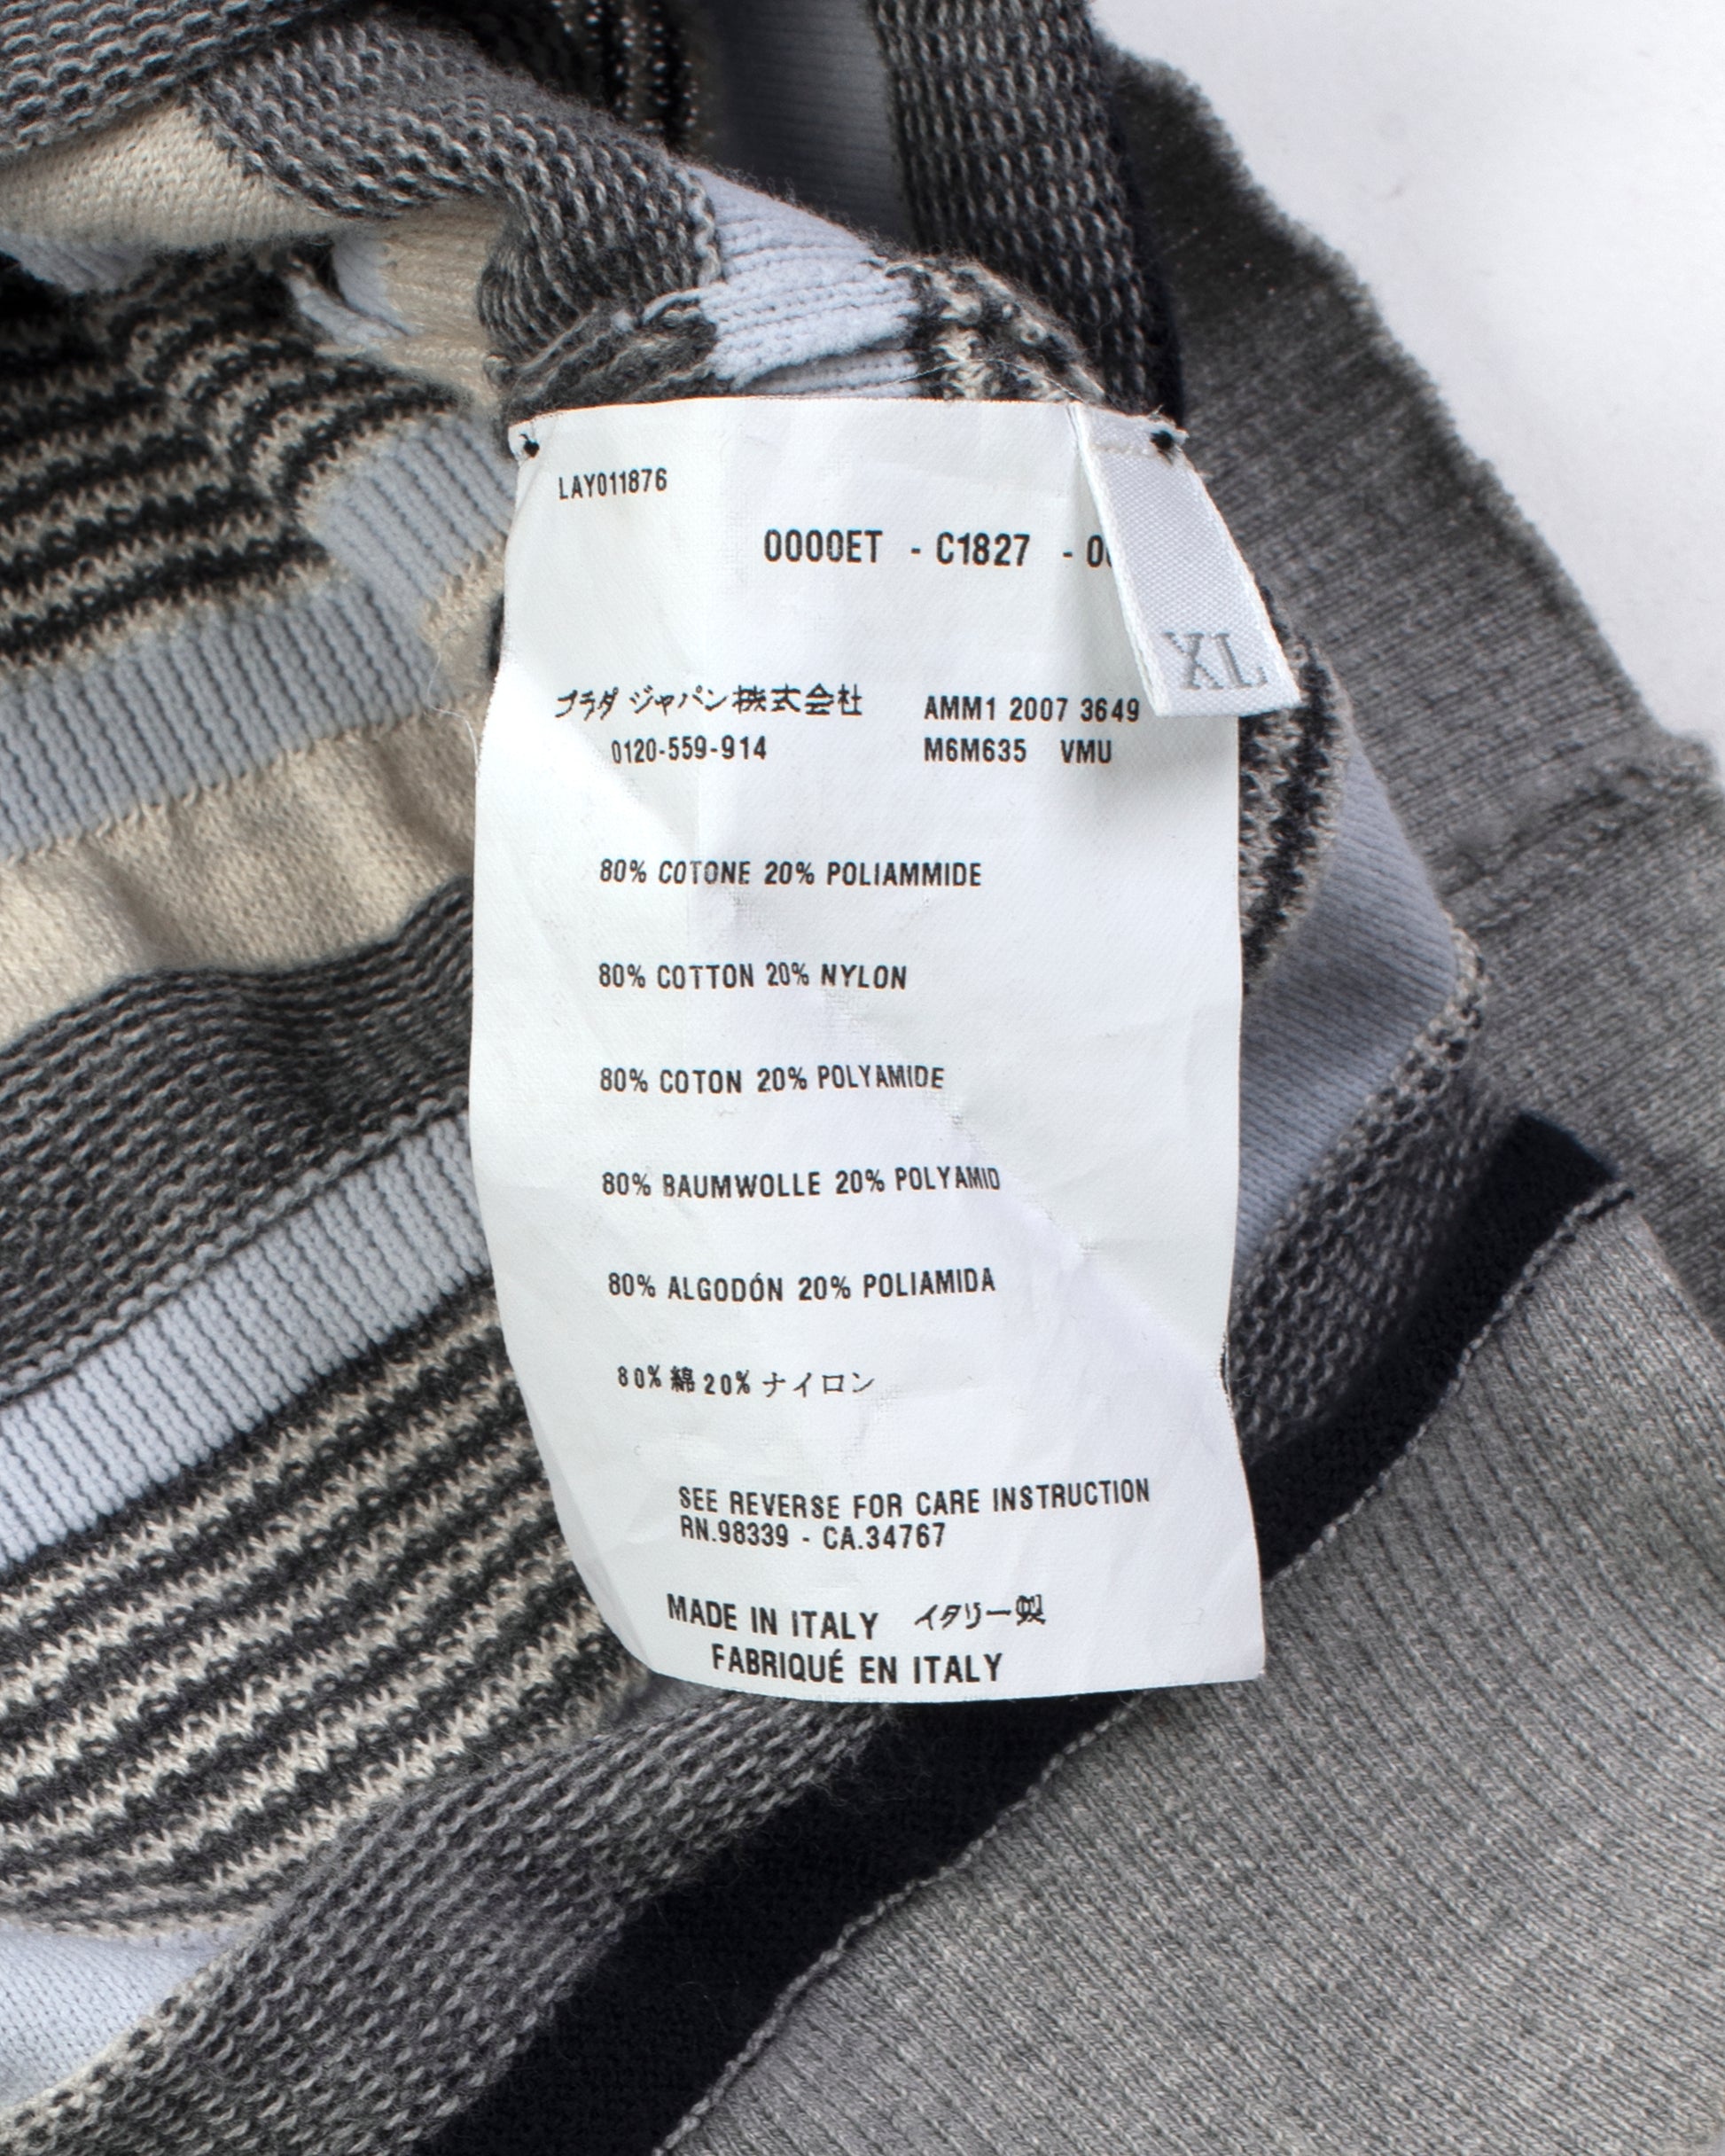 LAY011876
0000ET - C1827 - 0
XL
プラダ ジャパン株式会社 AMM1 2007 3649
0120-559-914 M6M635 VMU
80% COTONE 20% POLIAMMIDE
80% COTTON 20% NYLON
80% COTON 20% POLYAMIDE
80% BAUMWOLLE 20% POLYAMID
80% ALGODÓN 20% POLIAMIDA
80% 綿 20% ナイロン
SEE REVERSE FOR CARE INSTRUCTION
RN.98339 - CA.34767
MADE IN ITALY イタリー製
FABRIQUÉ EN ITALY